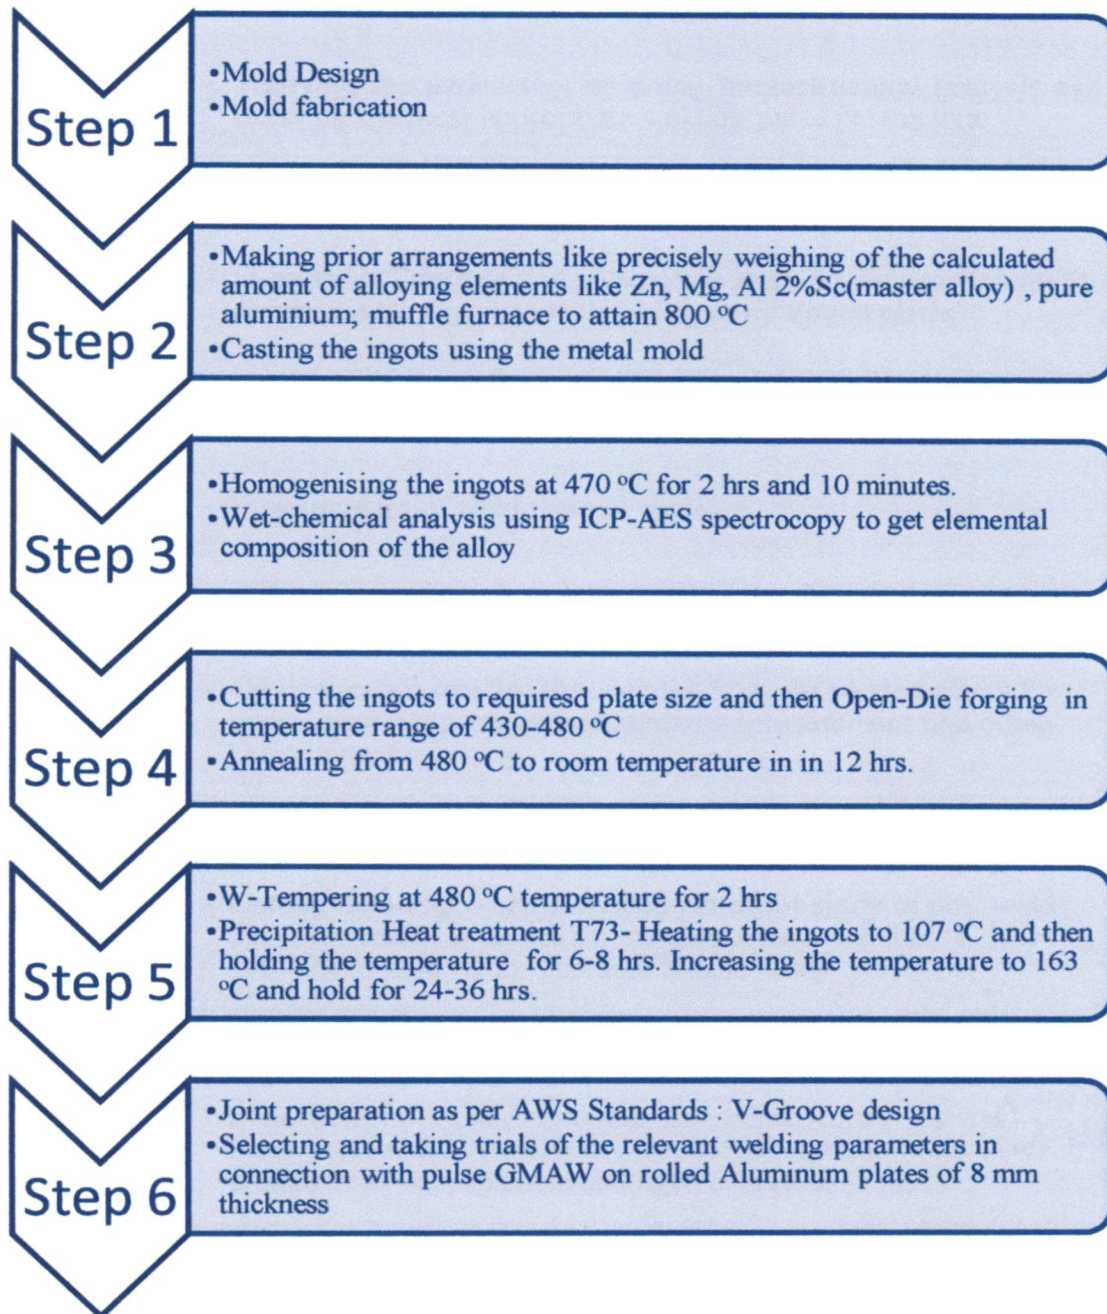 Step 1
•Mold Design
•Mold fabrication
Step 2
•Making prior arrangements like precisely weighing of the calculated
amount of alloying elements like Zn, Mg, Al 2%Sc(master alloy) , pure
aluminium; muffle furnace to attain 800 °C
•Casting the ingots using the metal mold
Step 3
•Homogenising the ingots at 470 °C for 2 hrs and 10 minutes.
•Wet-chemical analysis using ICP-AES spectrocopy to get elemental
composition of the alloy
Step 4
•Cutting the ingots to requiresd plate size and then Open-Die forging in
temperature range of 430-480 °C
•Annealing from 480 °C to room temperature in in 12 hrs.
Step 5
•W-Tempering at 480 °C temperature for 2 hrs
•Precipitation Heat treatment T73- Heating the ingots to 107 °C and then
holding the temperature for 6-8 hrs. Increasing the temperature to 163
°C and hold for 24-36 hrs.
Step 6
•Joint preparation as per AWS Standards : V-Groove design
•Selecting and taking trials of the relevant welding parameters in
connection with pulse GMAW on rolled Aluminum plates of 8 mm
thickness